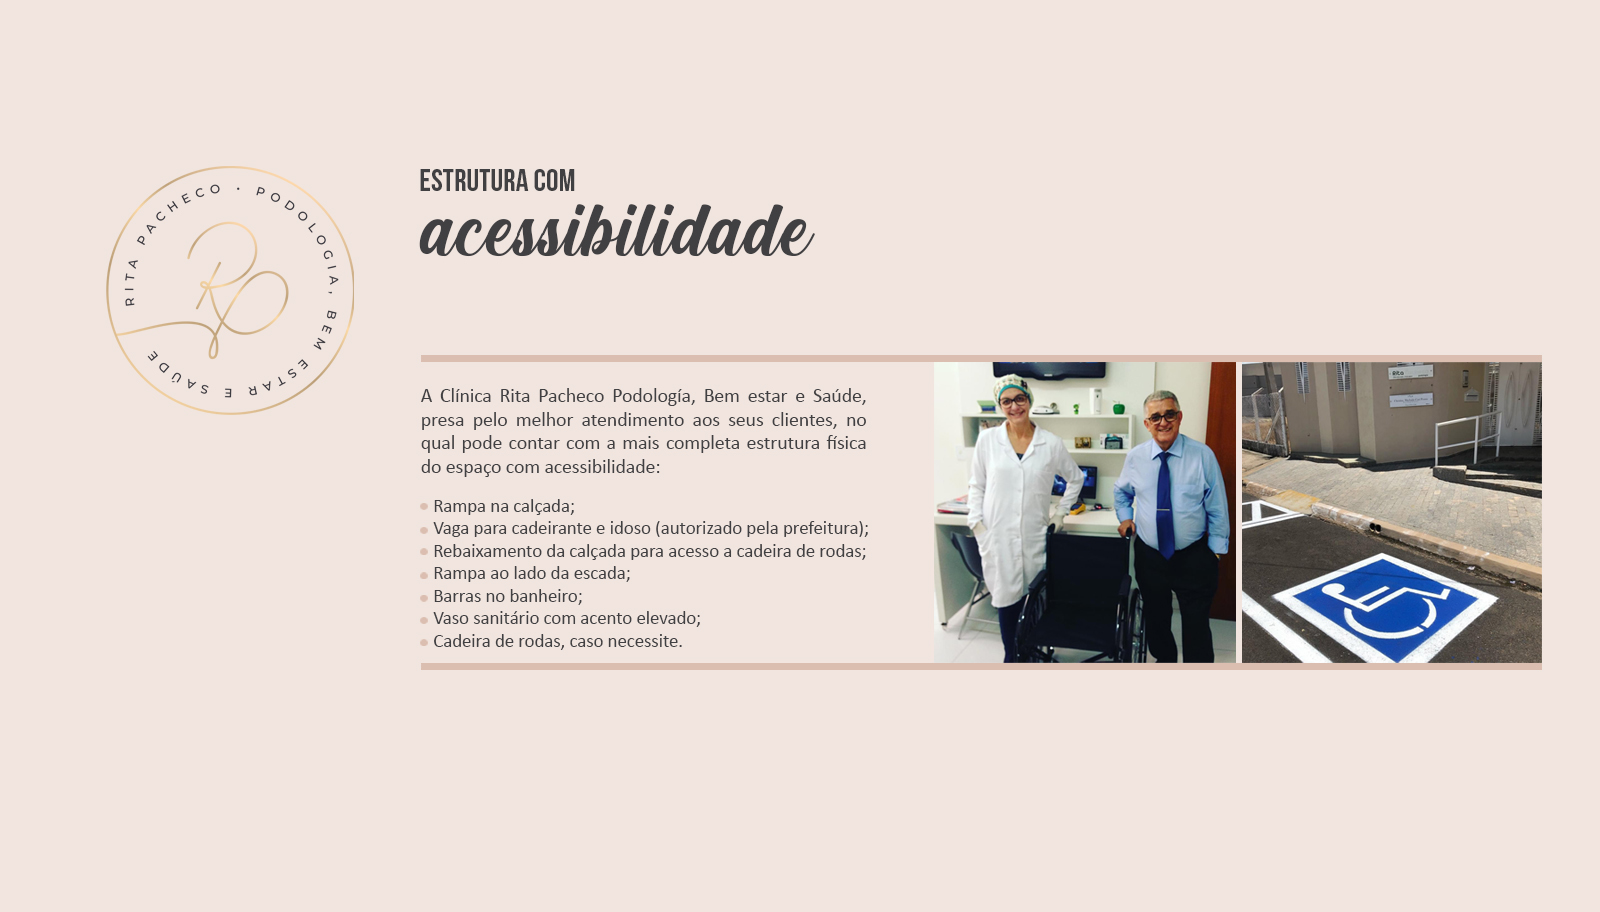 RITA PACHECO • PODOLOGIA, BEM ESTAR E SAÚDE
ESTRUTURA COM
acessibilidade
A Clínica Rita Pacheco Podología, Bem estar e Saúde,
presa pelo melhor atendimento aos seus clientes, no
qual pode contar com a mais completa estrutura física
do espaço com acessibilidade:
Rampa na calçada;
Vaga para cadeirante e idoso (autorizado pela prefeitura);
Rebaixamento da calçada para acesso a cadeira de rodas;
Rampa ao lado da escada;
Barras no banheiro;
Vaso sanitário com acento elevado;
Cadeira de rodas, caso necessite.